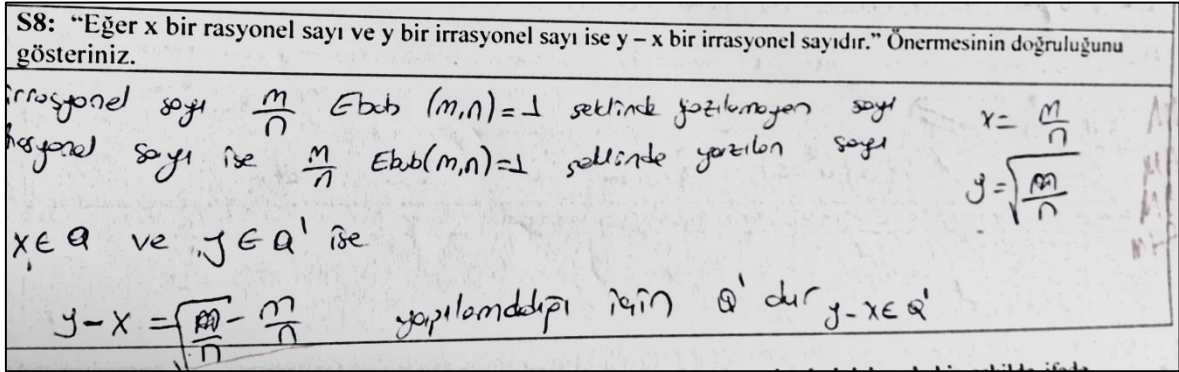 S8: “Eğer x bir rasyonel sayı ve y bir irrasyonel sayı ise y – x bir irrasyonel sayıdır.” Önermesinin doğruluğunu
gösteriniz.
irrasyonel sayı m/n Ebob (m,n)=1 şeklinde yazılamayan sayı
Rasyonel sayı ise m/n Ebob(m,n)=1 şeklinde yazılan sayı
x = m/n
y = √(m/n)
x ∈ Q ve y ∈ Q' ise
y - x = √(m/n) - m/n yapılamadığı için Q' dur y - x ∈ Q'